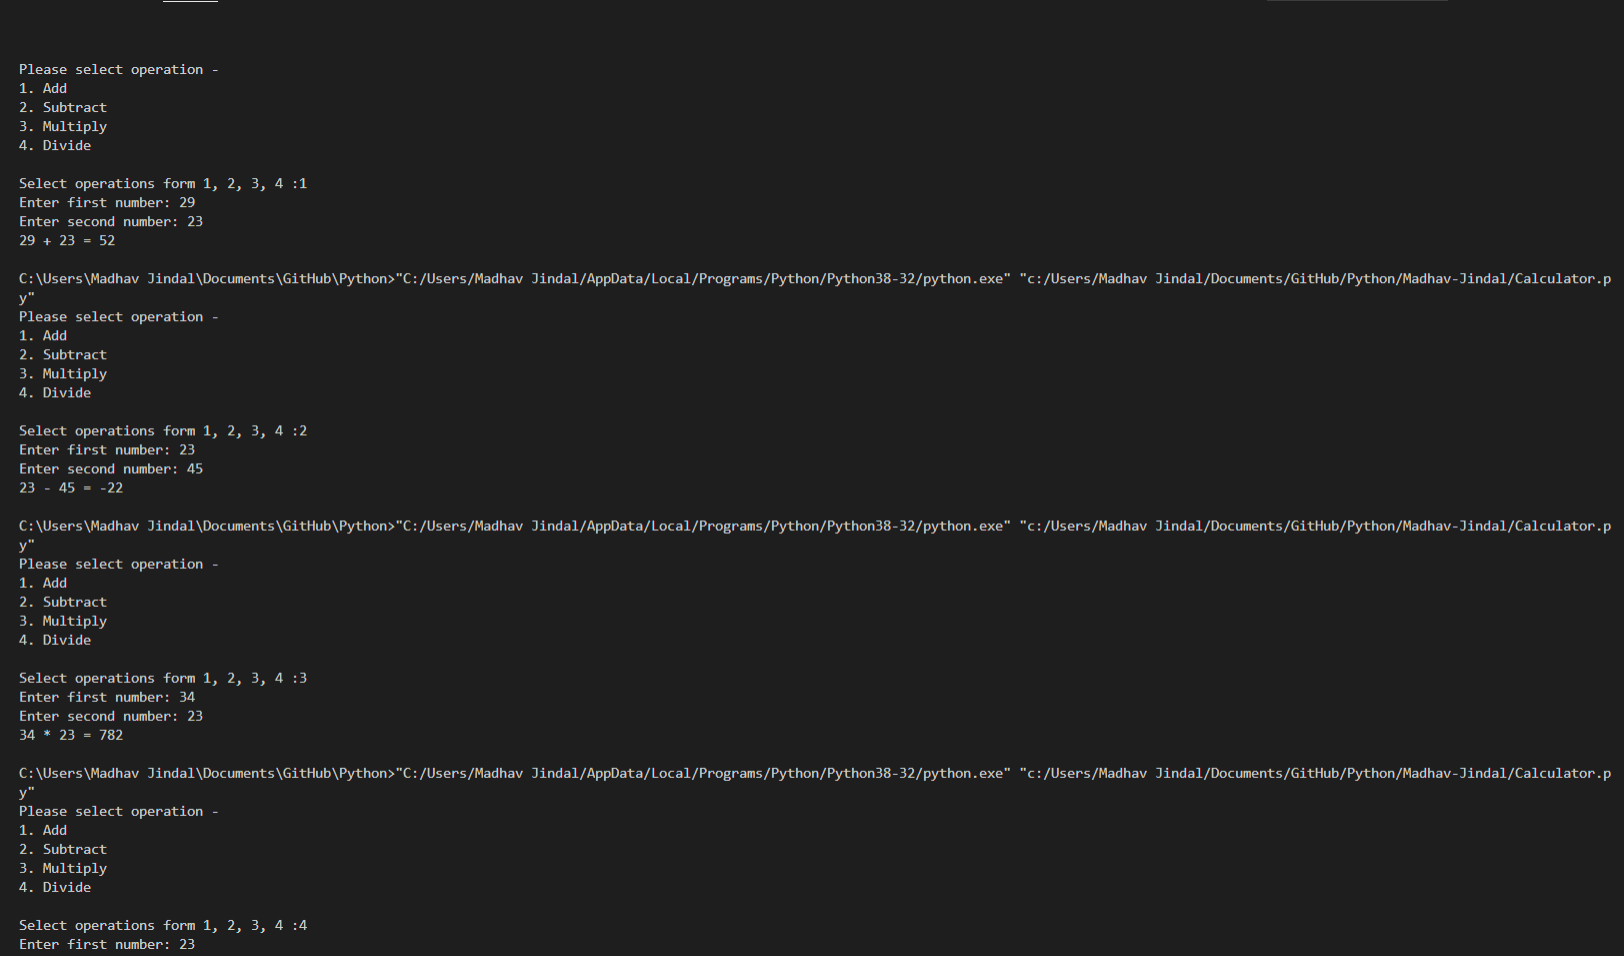 Please select operation -
1. Add
2. Subtract
3. Multiply
4. Divide
Select operations form 1, 2, 3, 4 :1
Enter first number: 29
Enter second number: 23
29 + 23 = 52
C:\Users\Madhav Jindal\Documents\GitHub\Python>"C:/Users/Madhav Jindal/AppData/Local/Programs/Python/Python38-32/python.exe" "c:/Users/Madhav Jindal/Documents/GitHub/Python/Madhav-Jindal/Calculator.p
y"
Please select operation -
1. Add
2. Subtract
3. Multiply
4. Divide
Select operations form 1, 2, 3, 4 :2
Enter first number: 23
Enter second number: 45
23 - 45 = -22
C:\Users\Madhav Jindal\Documents\GitHub\Python>"C:/Users/Madhav Jindal/AppData/Local/Programs/Python/Python38-32/python.exe" "c:/Users/Madhav Jindal/Documents/GitHub/Python/Madhav-Jindal/Calculator.p
y"
Please select operation -
1. Add
2. Subtract
3. Multiply
4. Divide
Select operations form 1, 2, 3, 4 :3
Enter first number: 34
Enter second number: 23
34 * 23 = 782
C:\Users\Madhav Jindal\Documents\GitHub\Python>"C:/Users/Madhav Jindal/AppData/Local/Programs/Python/Python38-32/python.exe" "c:/Users/Madhav Jindal/Documents/GitHub/Python/Madhav-Jindal/Calculator.p
y"
Please select operation -
1. Add
2. Subtract
3. Multiply
4. Divide
Select operations form 1, 2, 3, 4 :4
Enter first number: 23